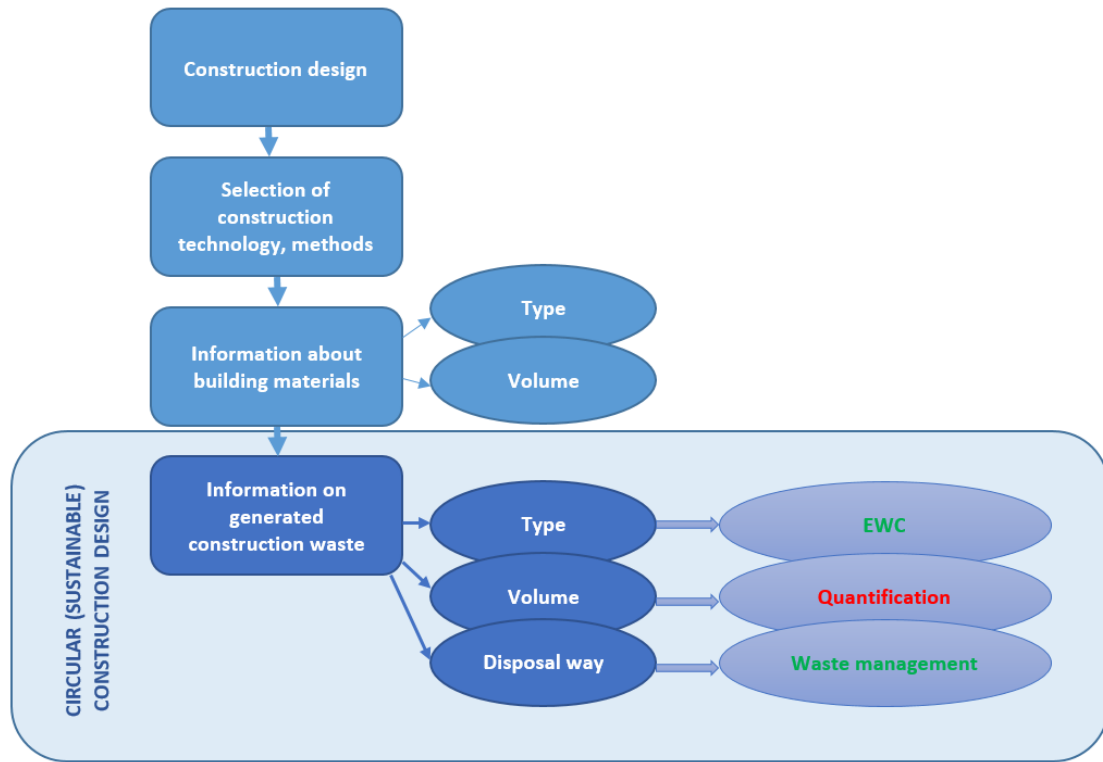 Construction design
Selection of
construction
technology, methods
Information about
building materials
Type
Volume
CIRCULAR (SUSTAINABLE)
CONSTRUCTION DESIGN
Information on
generated
construction waste
Type
EWC
Volume
Quantification
Disposal way
Waste management